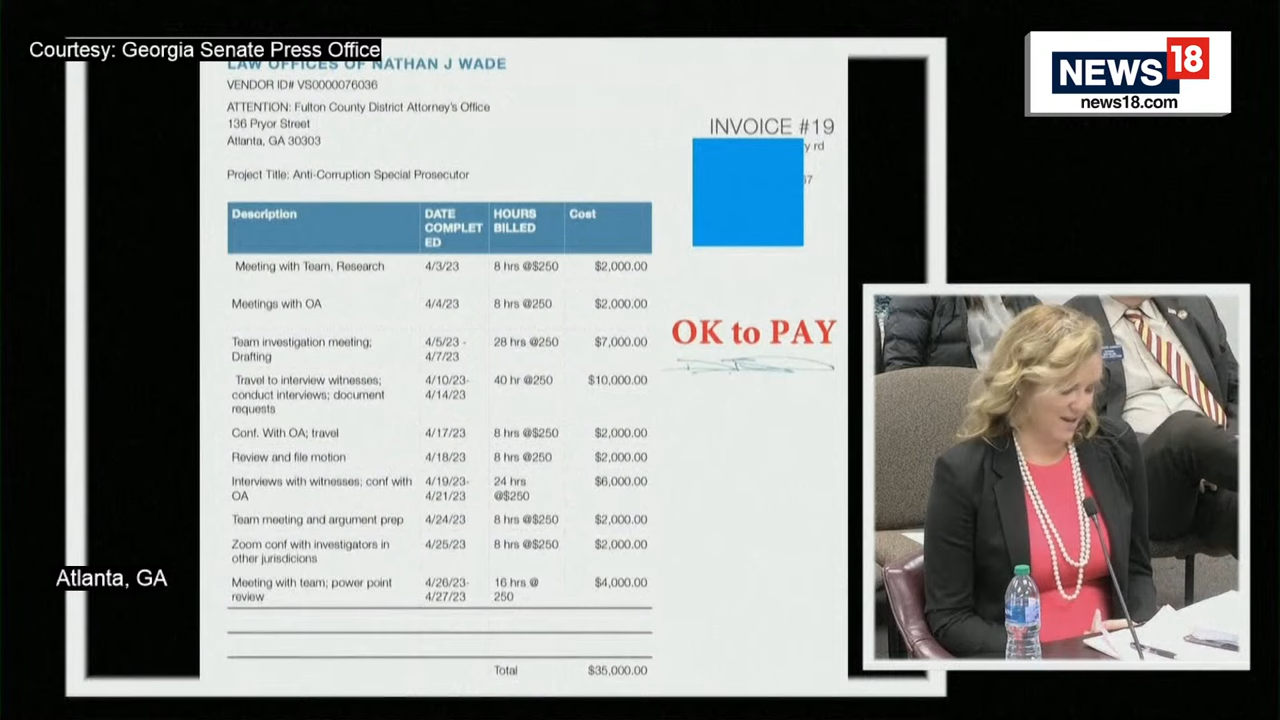 Courtesy: Georgia Senate Press Office
NEWS 18
news18.com
LAW OFFICES OF NATHAN J WADE
VENDOR ID# VS0000076036
ATTENTION: Fulton County District Attorney's Office
136 Pryor Street
Atlanta, GA 30303
INVOICE #19
y rd
37
Project Title: Anti-Corruption Special Prosecutor
Description DATE COMPLET ED HOURS BILLED Cost
Meeting with Team, Research 4/3/23 8 hrs @$250 $2,000.00
Meetings with OA 4/4/23 8 hrs @250 $2,000.00
Team investigation meeting; 4/5/23 - 28 hrs @250 $7,000.00
Drafting 4/7/23
OK to PAY
Travel to interview witnesses; 4/10/23- 40 hr @250 $10,000.00
conduct interviews; document 4/14/23
requests
Conf. With OA; travel 4/17/23 8 hrs @$250 $2,000.00
Review and file motion 4/18/23 8 hrs @250 $2,000.00
Interviews with witnesses; conf with 4/19/23- 24 hrs $6,000.00
OA 4/21/23 @$250
Team meeting and argument prep 4/24/23 8 hrs @$250 $2,000.00
Zoom conf with investigators in 4/25/23 8 hrs @$250 $2,000.00
other jurisdicions
Meeting with team; power point 4/26/23- 16 hrs @ $4,000.00
review 4/27/23 250
Total $35,000.00
Atlanta, GA